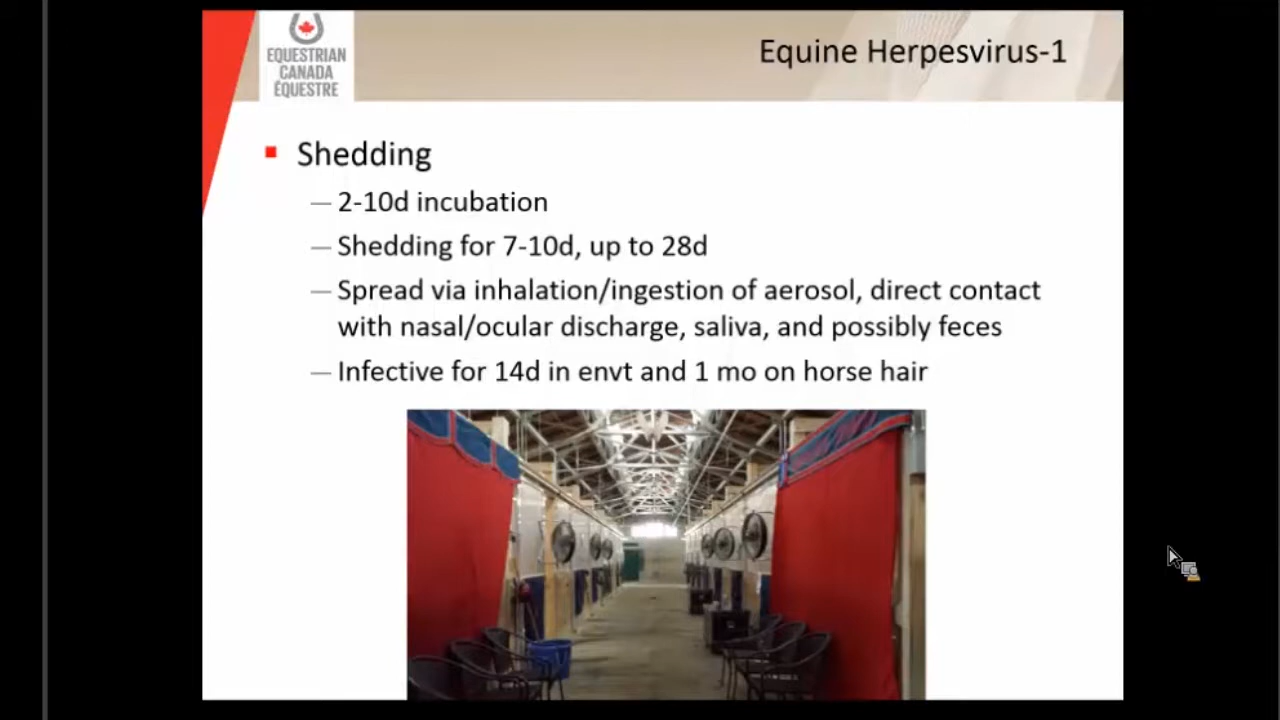 EQUESTRIAN
CANADA
ÉQUESTRE
Equine Herpesvirus-1
Shedding
— 2-10d incubation
— Shedding for 7-10d, up to 28d
— Spread via inhalation/ingestion of aerosol, direct contact
with nasal/ocular discharge, saliva, and possibly feces
— Infective for 14d in envt and 1 mo on horse hair